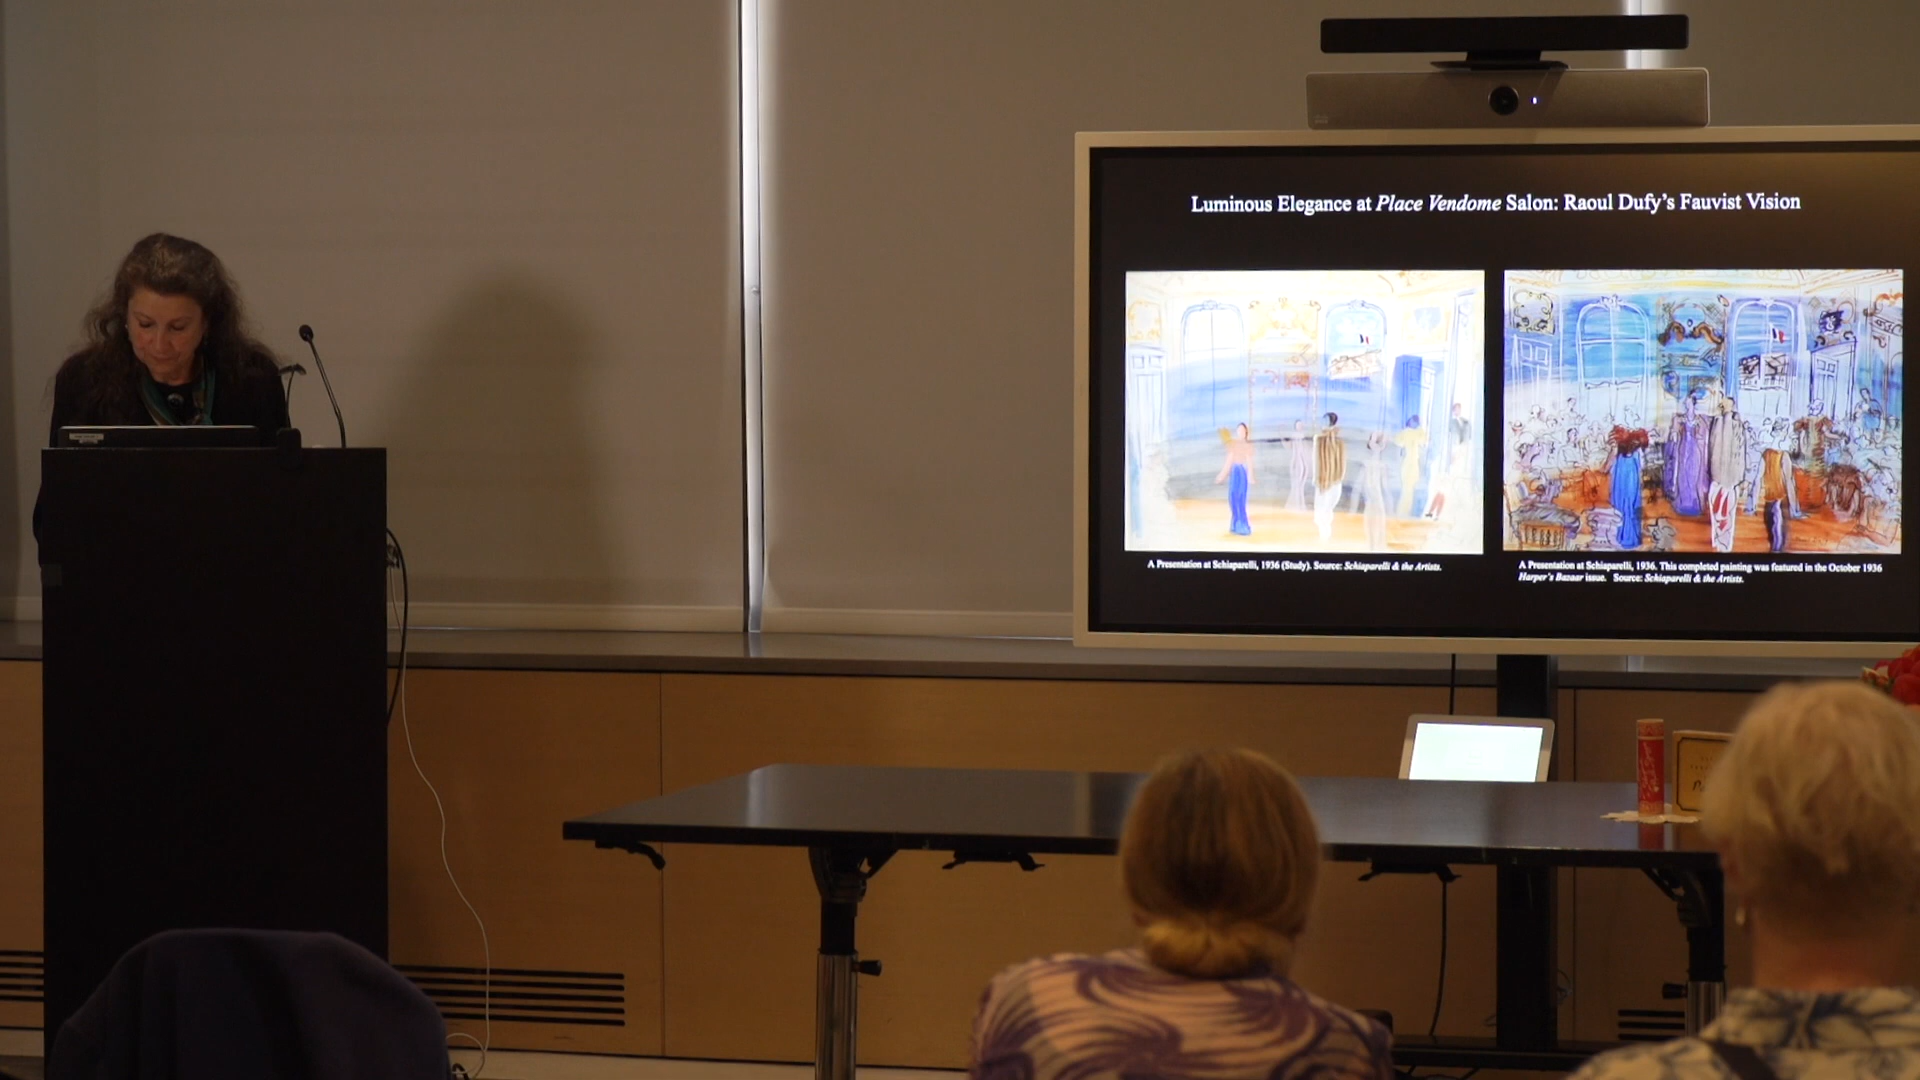 Luminous Elegance at Place Vendome Salon: Raoul Dufy's Fauvist Vision
A Presentation at Schiaparelli, 1936 (Study). Source: Schiaparelli & the Artists.
A Presentation at Schiaparelli, 1936. This completed painting was featured in the October 1936
Harper's Bazaar issue. Source: Schiaparelli & the Artists.